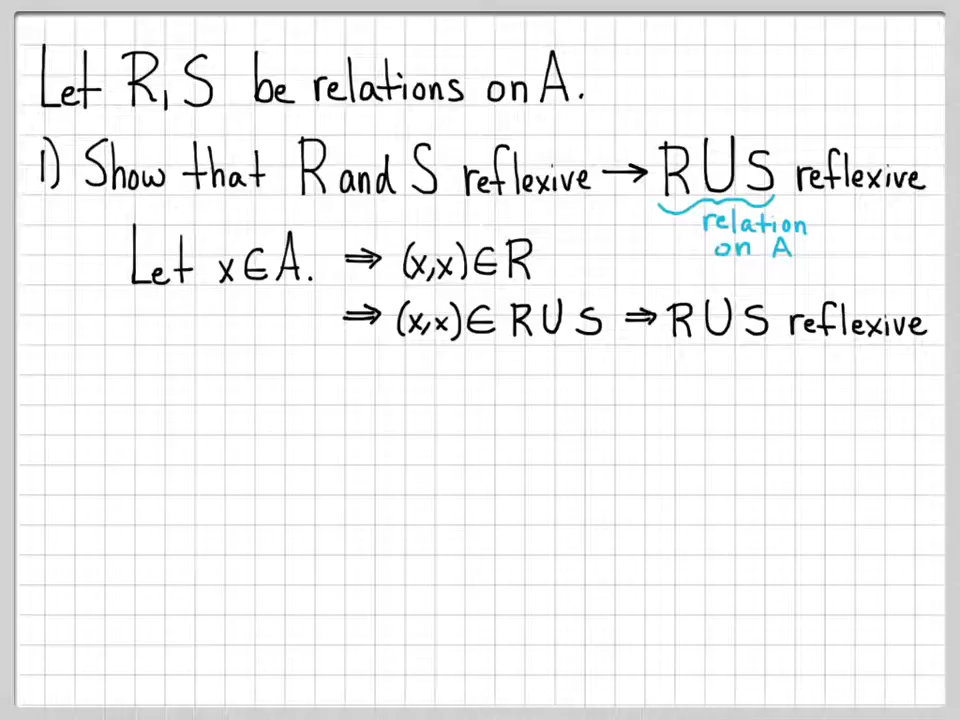 Let R, S be relations on A.
1) Show that R and S reflexive → R∪S reflexive
relation
on A
Let x∈A. ⇒ (x,x)∈R
⇒ (x,x)∈ R∪S ⇒ R∪S reflexive